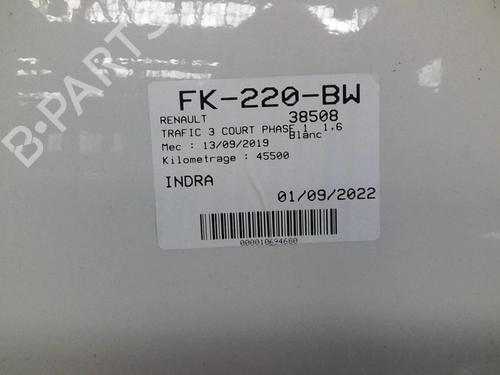 B-PARTS
FK-220-BW
RENAULT 38508
TRAFIC 3 COURT PHASE 1 1.6
Blanc
Mec : 13/09/2019
Kilometrage : 45500
INDRA
01/09/2022
000010694680